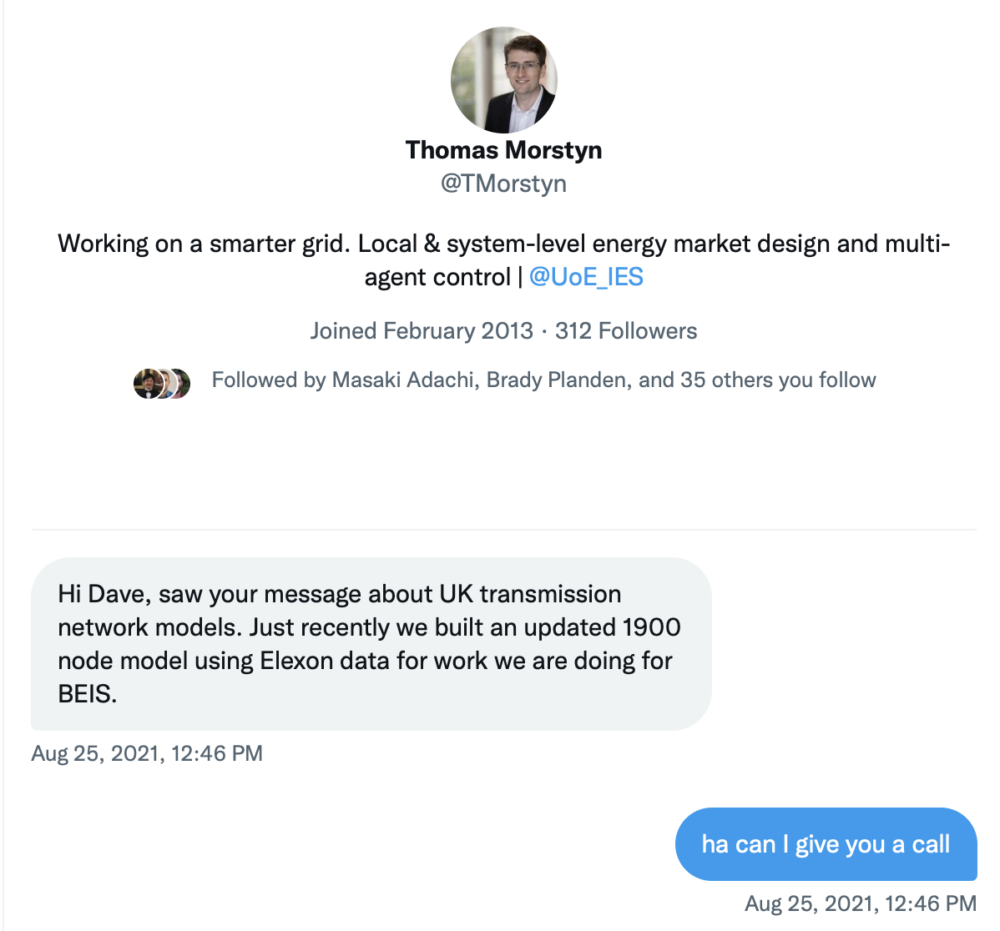 Thomas Morstyn
@TMorstyn
Working on a smarter grid. Local & system-level energy market design and multi-
agent control | @UoE_IES
Joined February 2013 · 312 Followers
Followed by Masaki Adachi, Brady Planden, and 35 others you follow
Hi Dave, saw your message about UK transmission
network models. Just recently we built an updated 1900
node model using Elexon data for work we are doing for
BEIS.
Aug 25, 2021, 12:46 PM
ha can I give you a call
Aug 25, 2021, 12:46 PM